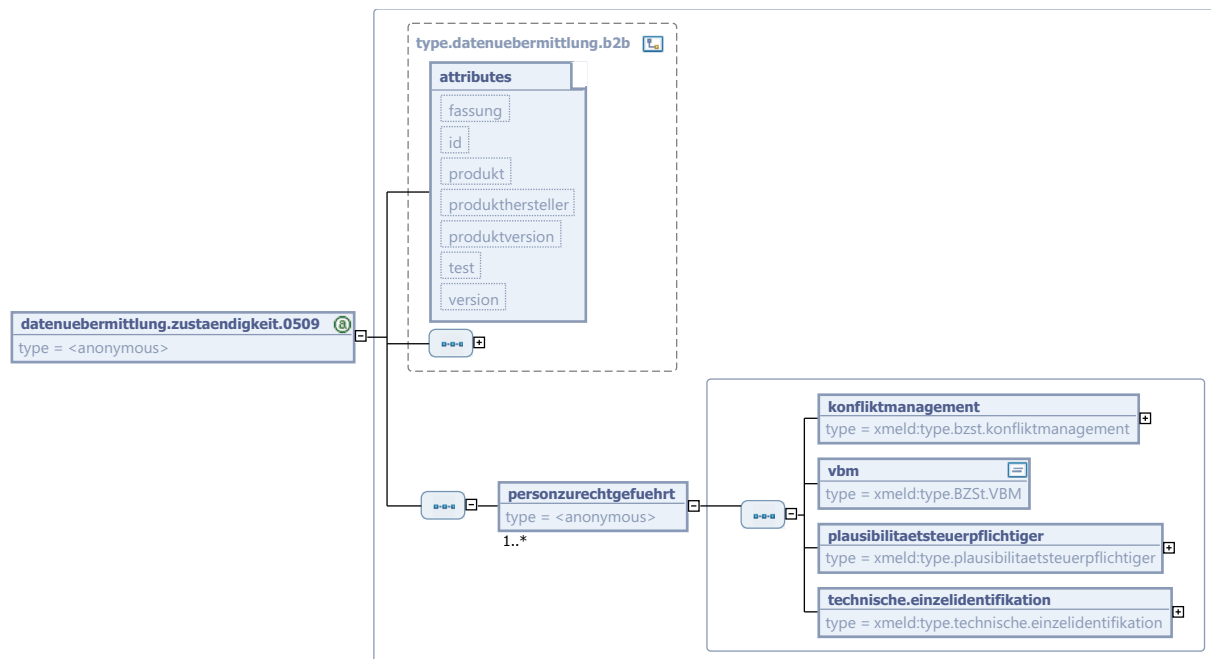 type.datenuebermittlung.b2b
attributes
fassung
id
produkt
produkthersteller
produktversion
test
version
datenuebermittlung.zustaendigkeit.0509
type = <anonymous>
personzurechtgefuehrt
type = <anonymous>
1..*
konfliktmanagement
type = xmeld:type.bzst.konfliktmanagement
vbm
type = xmeld:type.BZSt.VBM
plausibilitaetsteuerpflichtiger
type = xmeld:type.plausibilitaetsteuerpflichtiger
technische.einzelidentifikation
type = xmeld:type.technische.einzelidentifikation